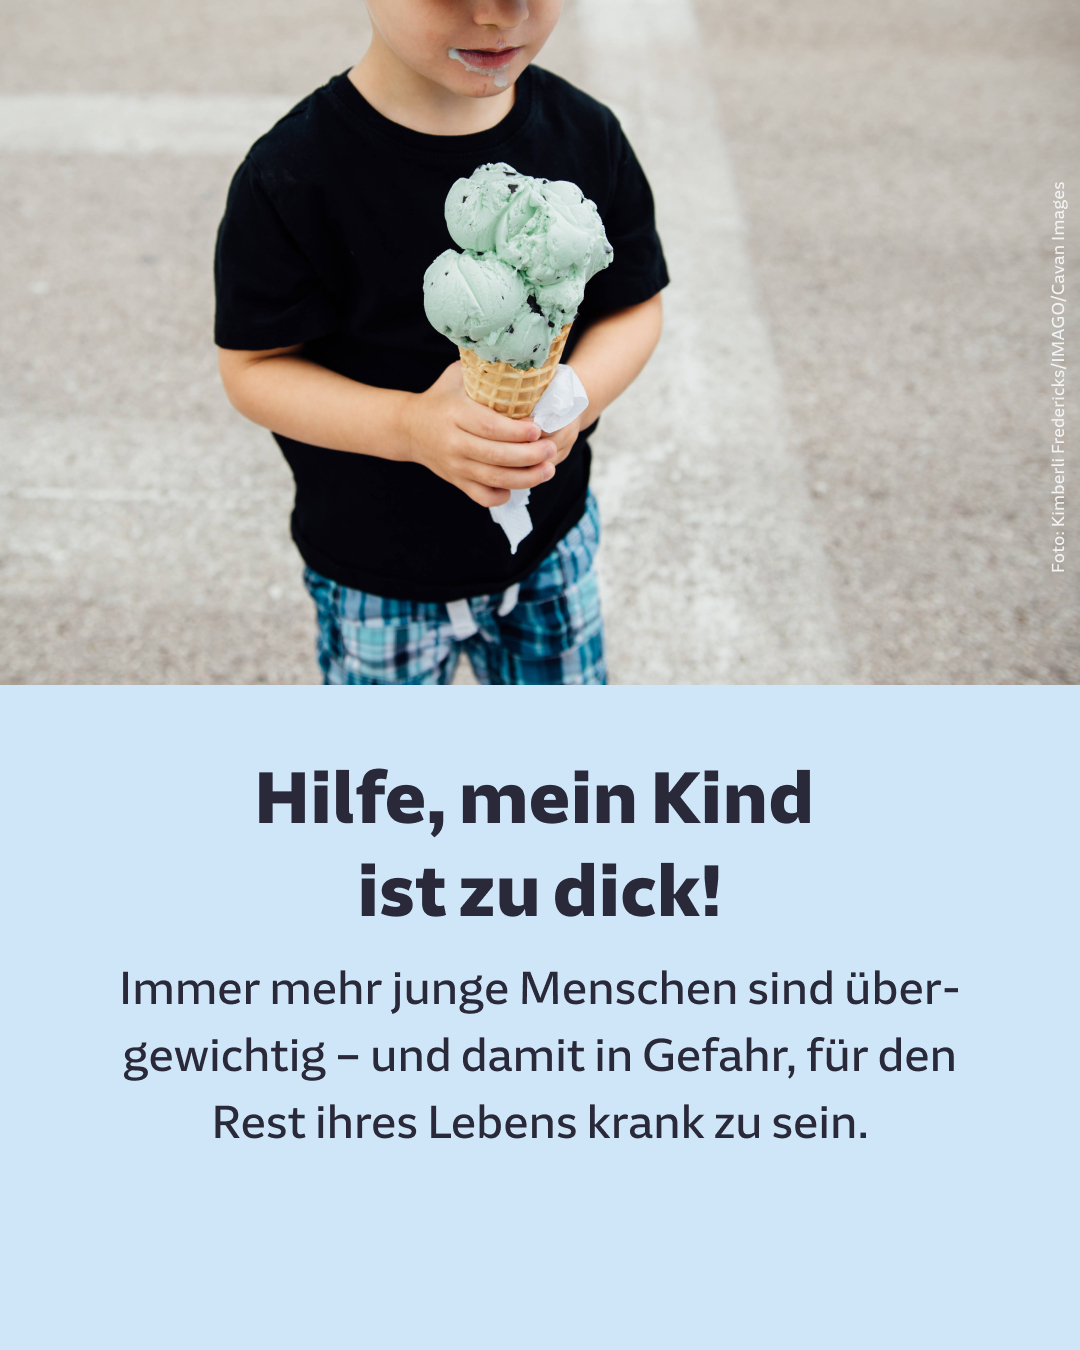 Foto: Kimberli Fredericks/IMAGO/Cavan Images
Hilfe, mein Kind
ist zu dick!
Immer mehr junge Menschen sind über-
gewichtig – und damit in Gefahr, für den
Rest ihres Lebens krank zu sein.